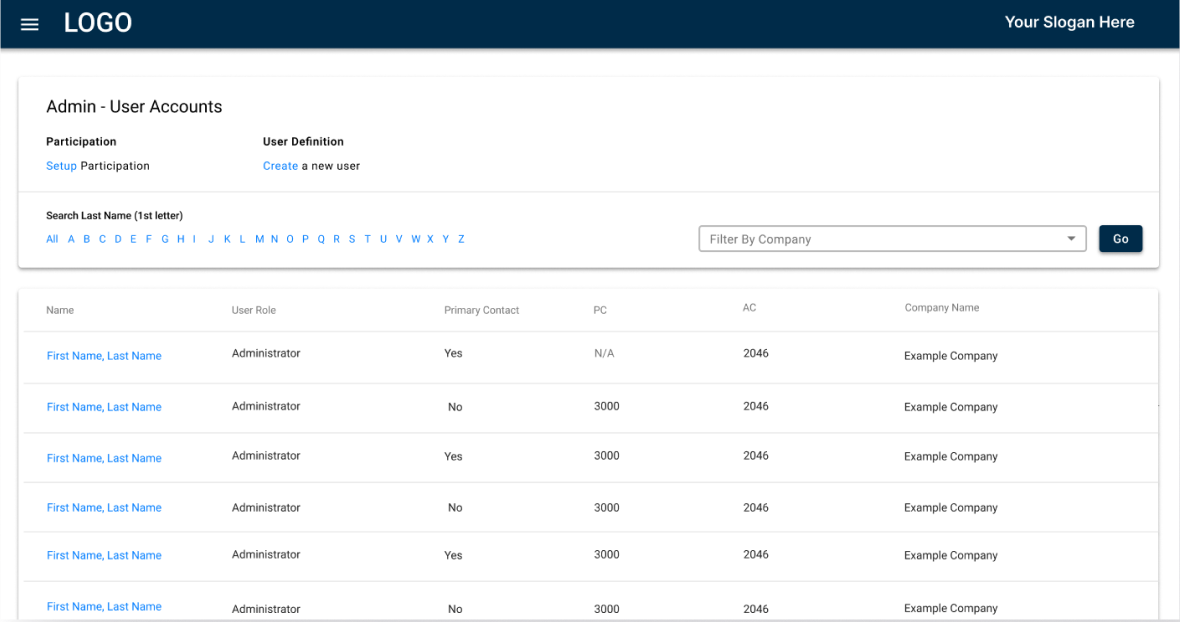 LOGO
Your Slogan Here
Admin - User Accounts
Participation User Definition
Setup Participation Create a new user
Search Last Name (1st letter)
All A B C D E F G H I J K L M N O P Q R S T U V W X Y Z
Filter By Company Go
Name User Role Primary Contact PC AC Company Name
First Name, Last Name Administrator Yes N/A 2046 Example Company
First Name, Last Name Administrator No 3000 2046 Example Company
First Name, Last Name Administrator Yes 3000 2046 Example Company
First Name, Last Name Administrator No 3000 2046 Example Company
First Name, Last Name Administrator Yes 3000 2046 Example Company
First Name, Last Name Administrator No 3000 2046 Example Company